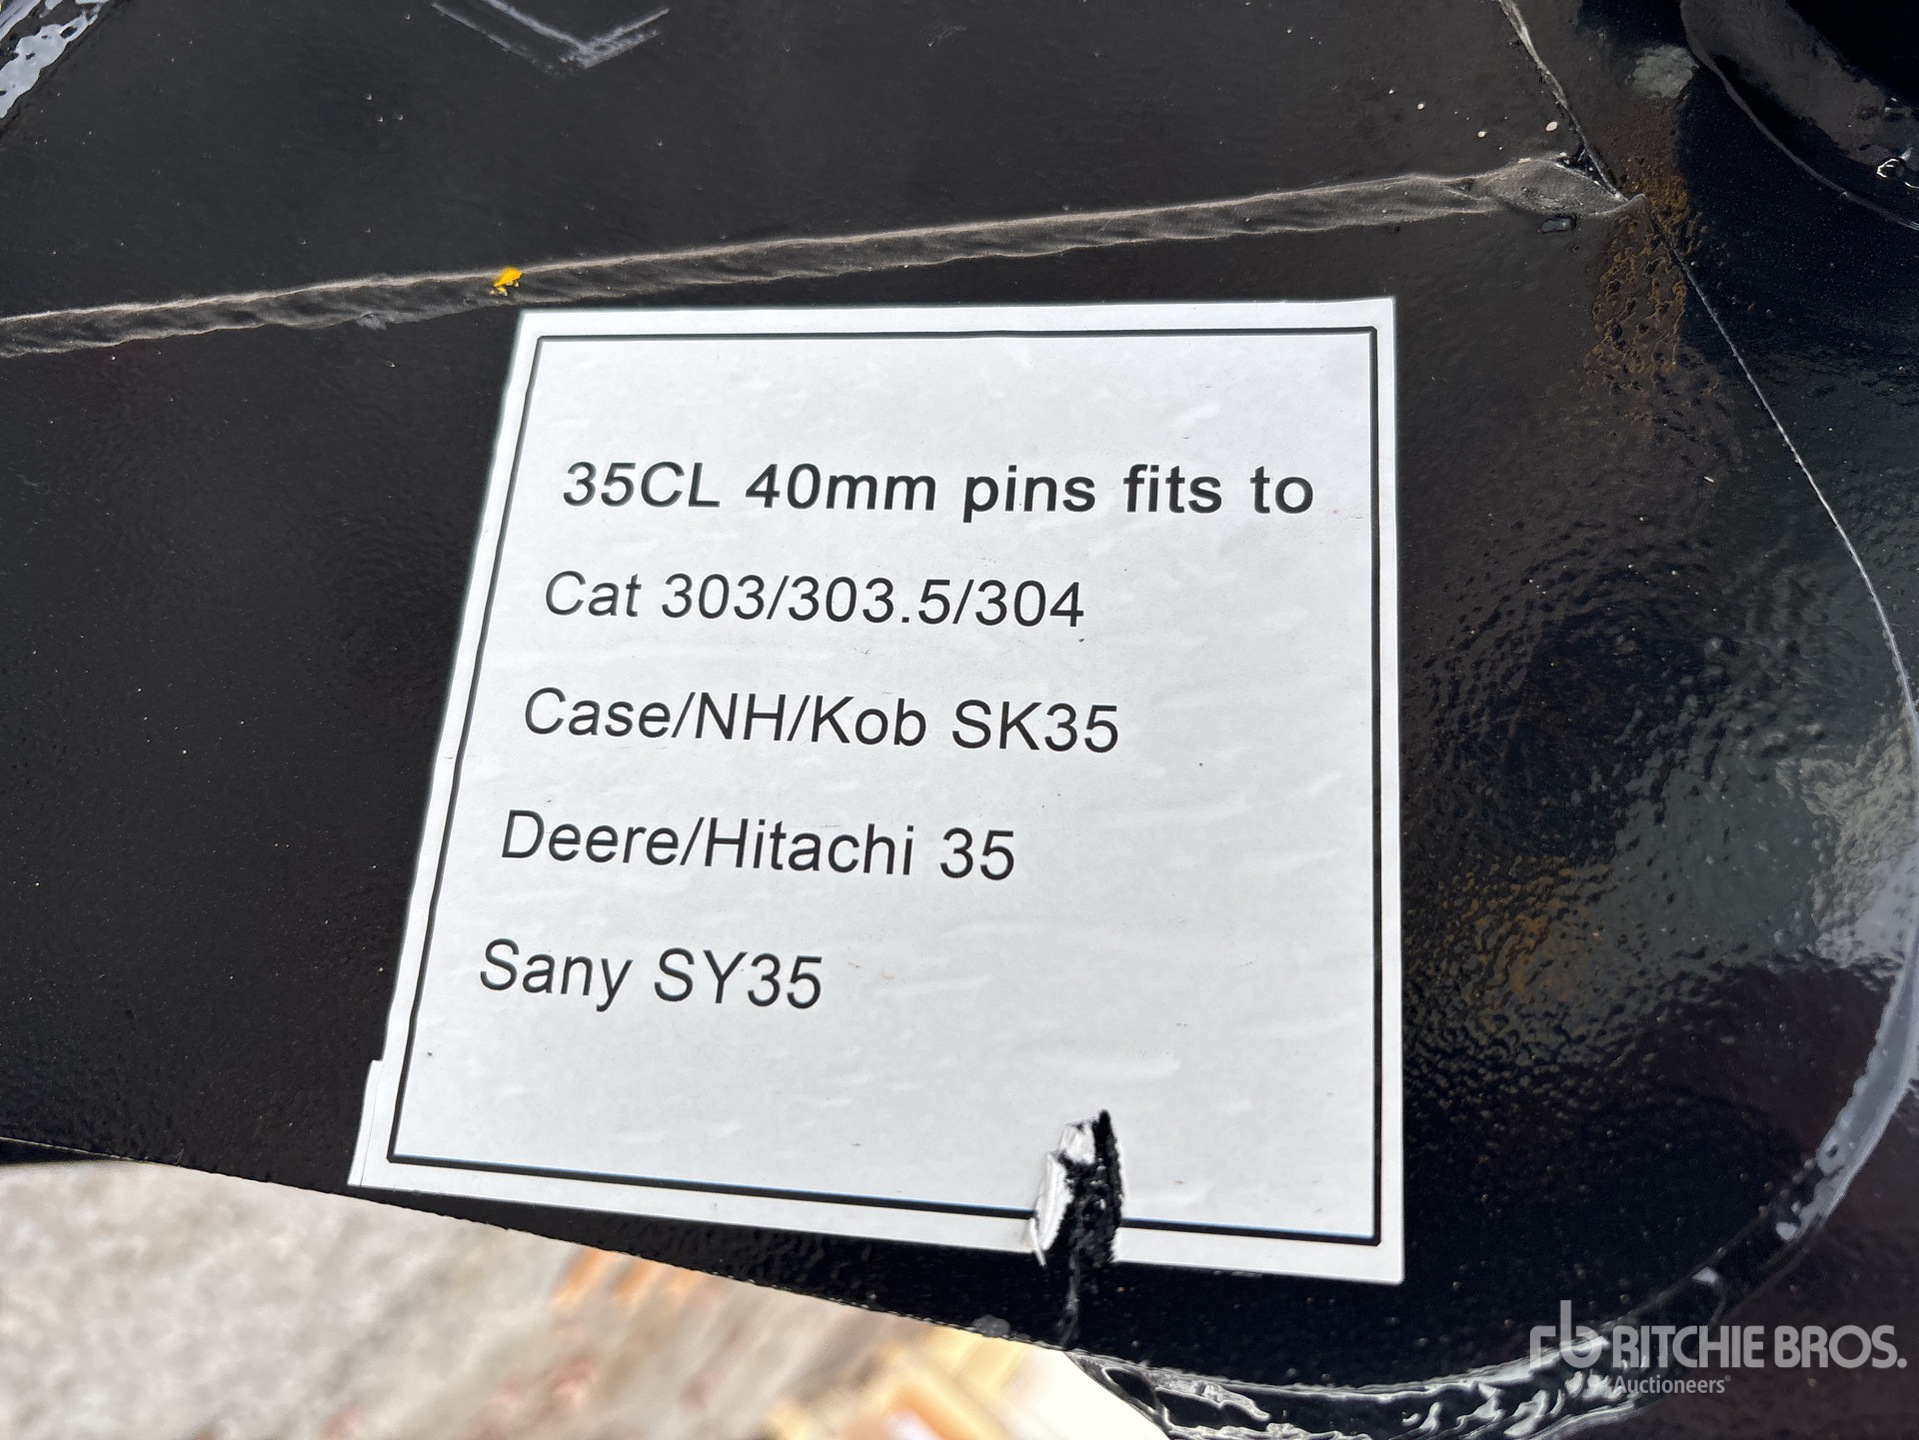 35CL 40mm pins fits to
Cat 303/303.5/304
Case/NH/Kob SK35
Deere/Hitachi 35
Sany SY35
rb RITCHIE BROS.
Auctioneers®